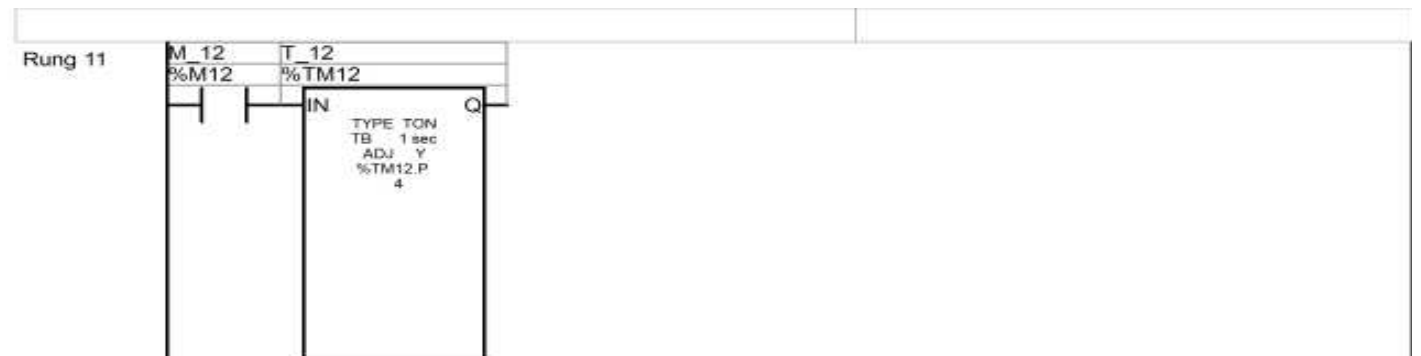 Rung 11
M_12 T_12
%M12 %TM12
IN Q
TYPE TON
TB 1 sec
ADJ Y
%TM12.P
4